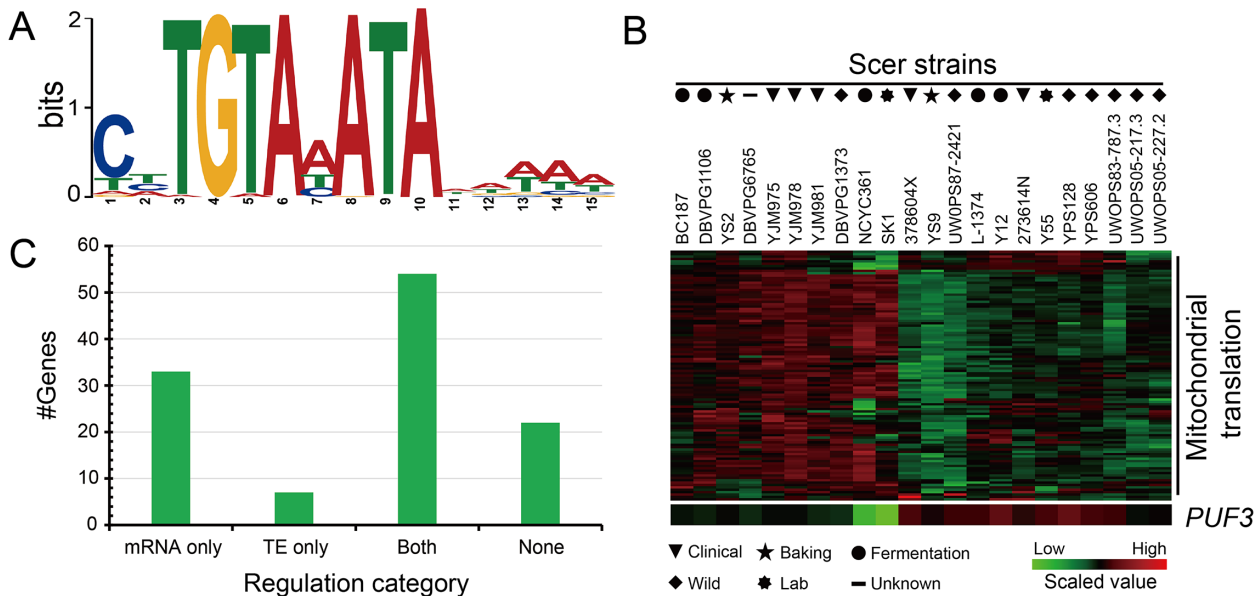 A
2
1
0
bits
C T G T A A A T A
1 2 3 4 5 6 7 8 9 10 11 12 13 14 15
B
Scer strains
BC187
DBVPG1106
YS2
DBVPG6765
YJM975
YJM978
YJM981
DBVPG1373
NCYC361
SK1
378604X
YS9
UW0PS87-2421
L-1374
Y12
273614N
Y55
YPS128
YPS606
UWOPS83-787.3
UWOPS05-217.3
UWOPS05-227.2
Mitochondrial
translation
PUF3
Clinical Baking Fermentation
Wild Lab Unknown
Low High
Scaled value
C
60
50
40
30
20
10
0
#Genes
mRNA only TE only Both None
Regulation category